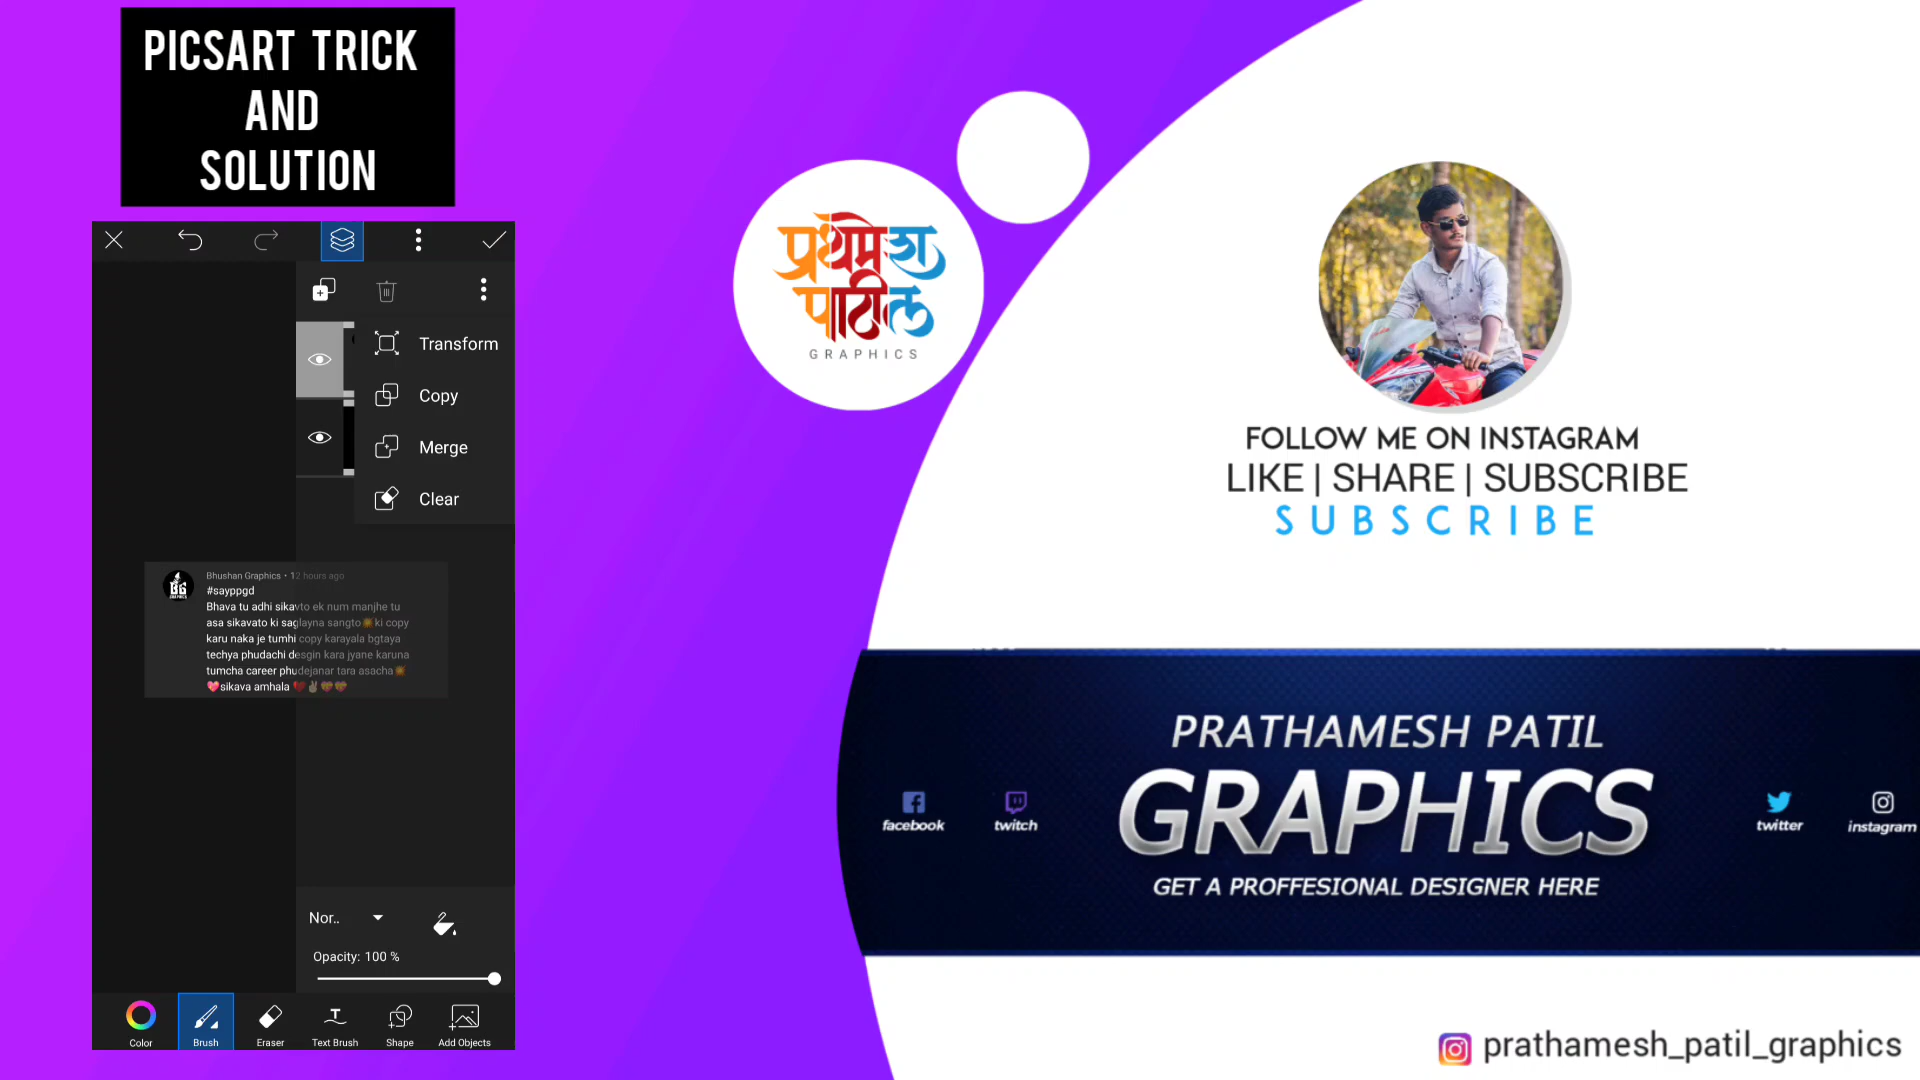 PICSART TRICK
AND
SOLUTION
Transform
Copy
Merge
Clear
Bhushan Graphics • 12 hours ago
#sayppgd
Bhava tu adhi sikavto ek num manjhe tu
asa sikavato ki saglayna sangto💥ki copy
karu naka je tumhi copy karayala bgtaya
techya phudachi desgin kara jyane karuna
tumcha career phudejanar tara asacha💥
💖sikava amhala ❤️✌🏼💝💝
Nor..
Opacity: 100 %
Color
Brush
Eraser
Text Brush
Shape
Add Objects
प्रथमेश
पाटील
GRAPHICS
FOLLOW ME ON INSTAGRAM
LIKE | SHARE | SUBSCRIBE
SUBSCRIBE
PRATHAMESH PATIL
GRAPHICS
GET A PROFFESIONAL DESIGNER HERE
facebook
twitch
twitter
instagram
prathamesh_patil_graphics